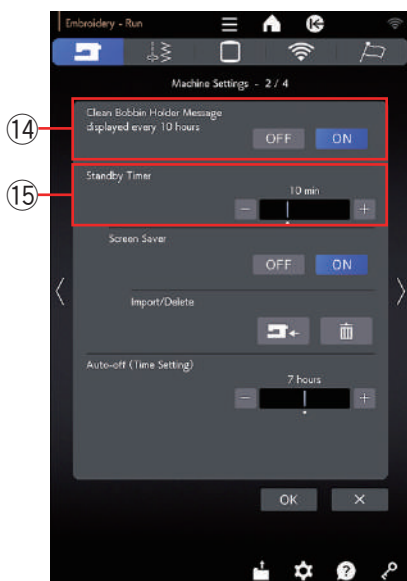 Embroidery - Run
Machine Settings - 2 / 4
⑭
Clean Bobbin Holder Message
displayed every 10 hours
OFF ON
⑮
Standby Timer
10 min
− +
Screen Saver
OFF ON
Import/Delete
Auto-off (Time Setting)
7 hours
− +
OK ×
?